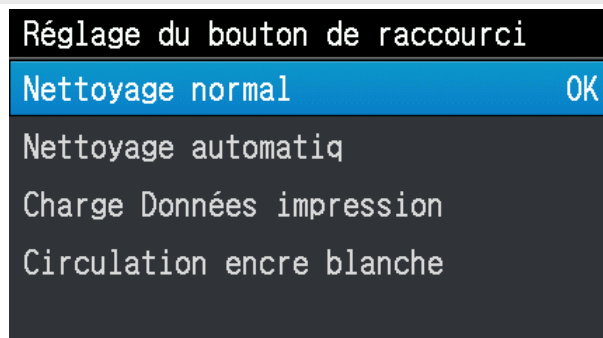 Réglage du bouton de raccourci
Nettoyage normal OK
Nettoyage automatiq
Charge Données impression
Circulation encre blanche